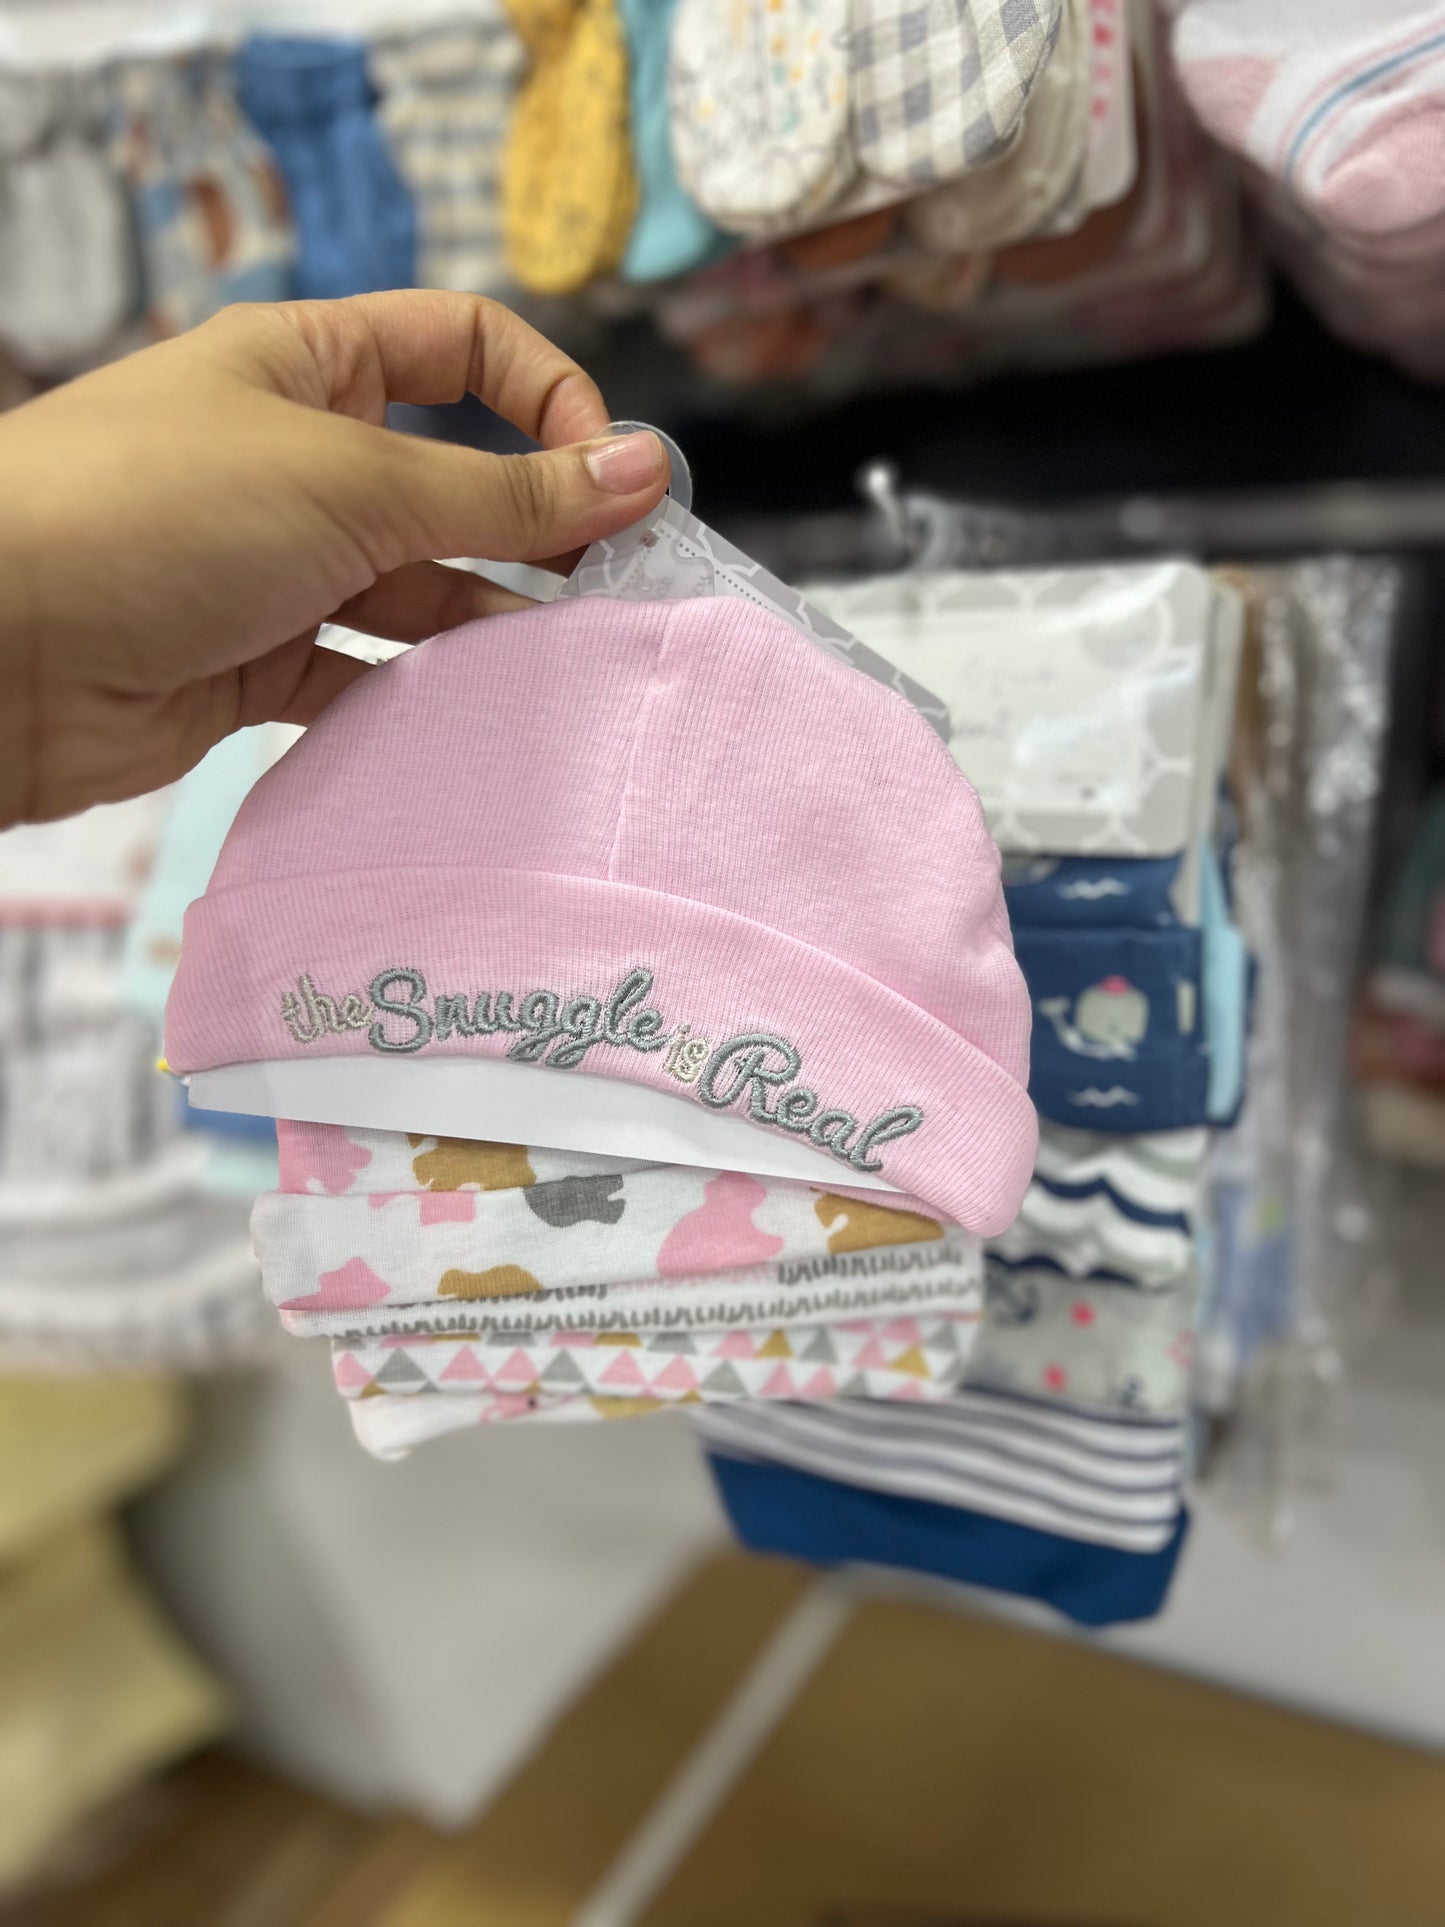 the Snuggle is Real